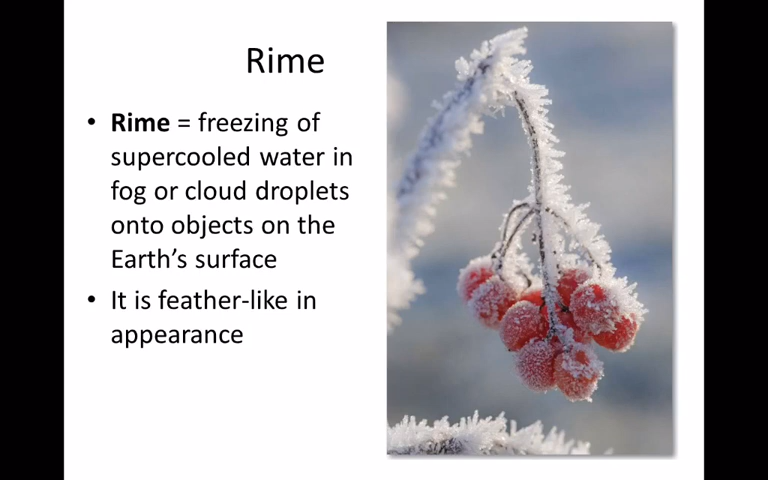 Rime
• Rime = freezing of
supercooled water in
fog or cloud droplets
onto objects on the
Earth’s surface
• It is feather-like in
appearance